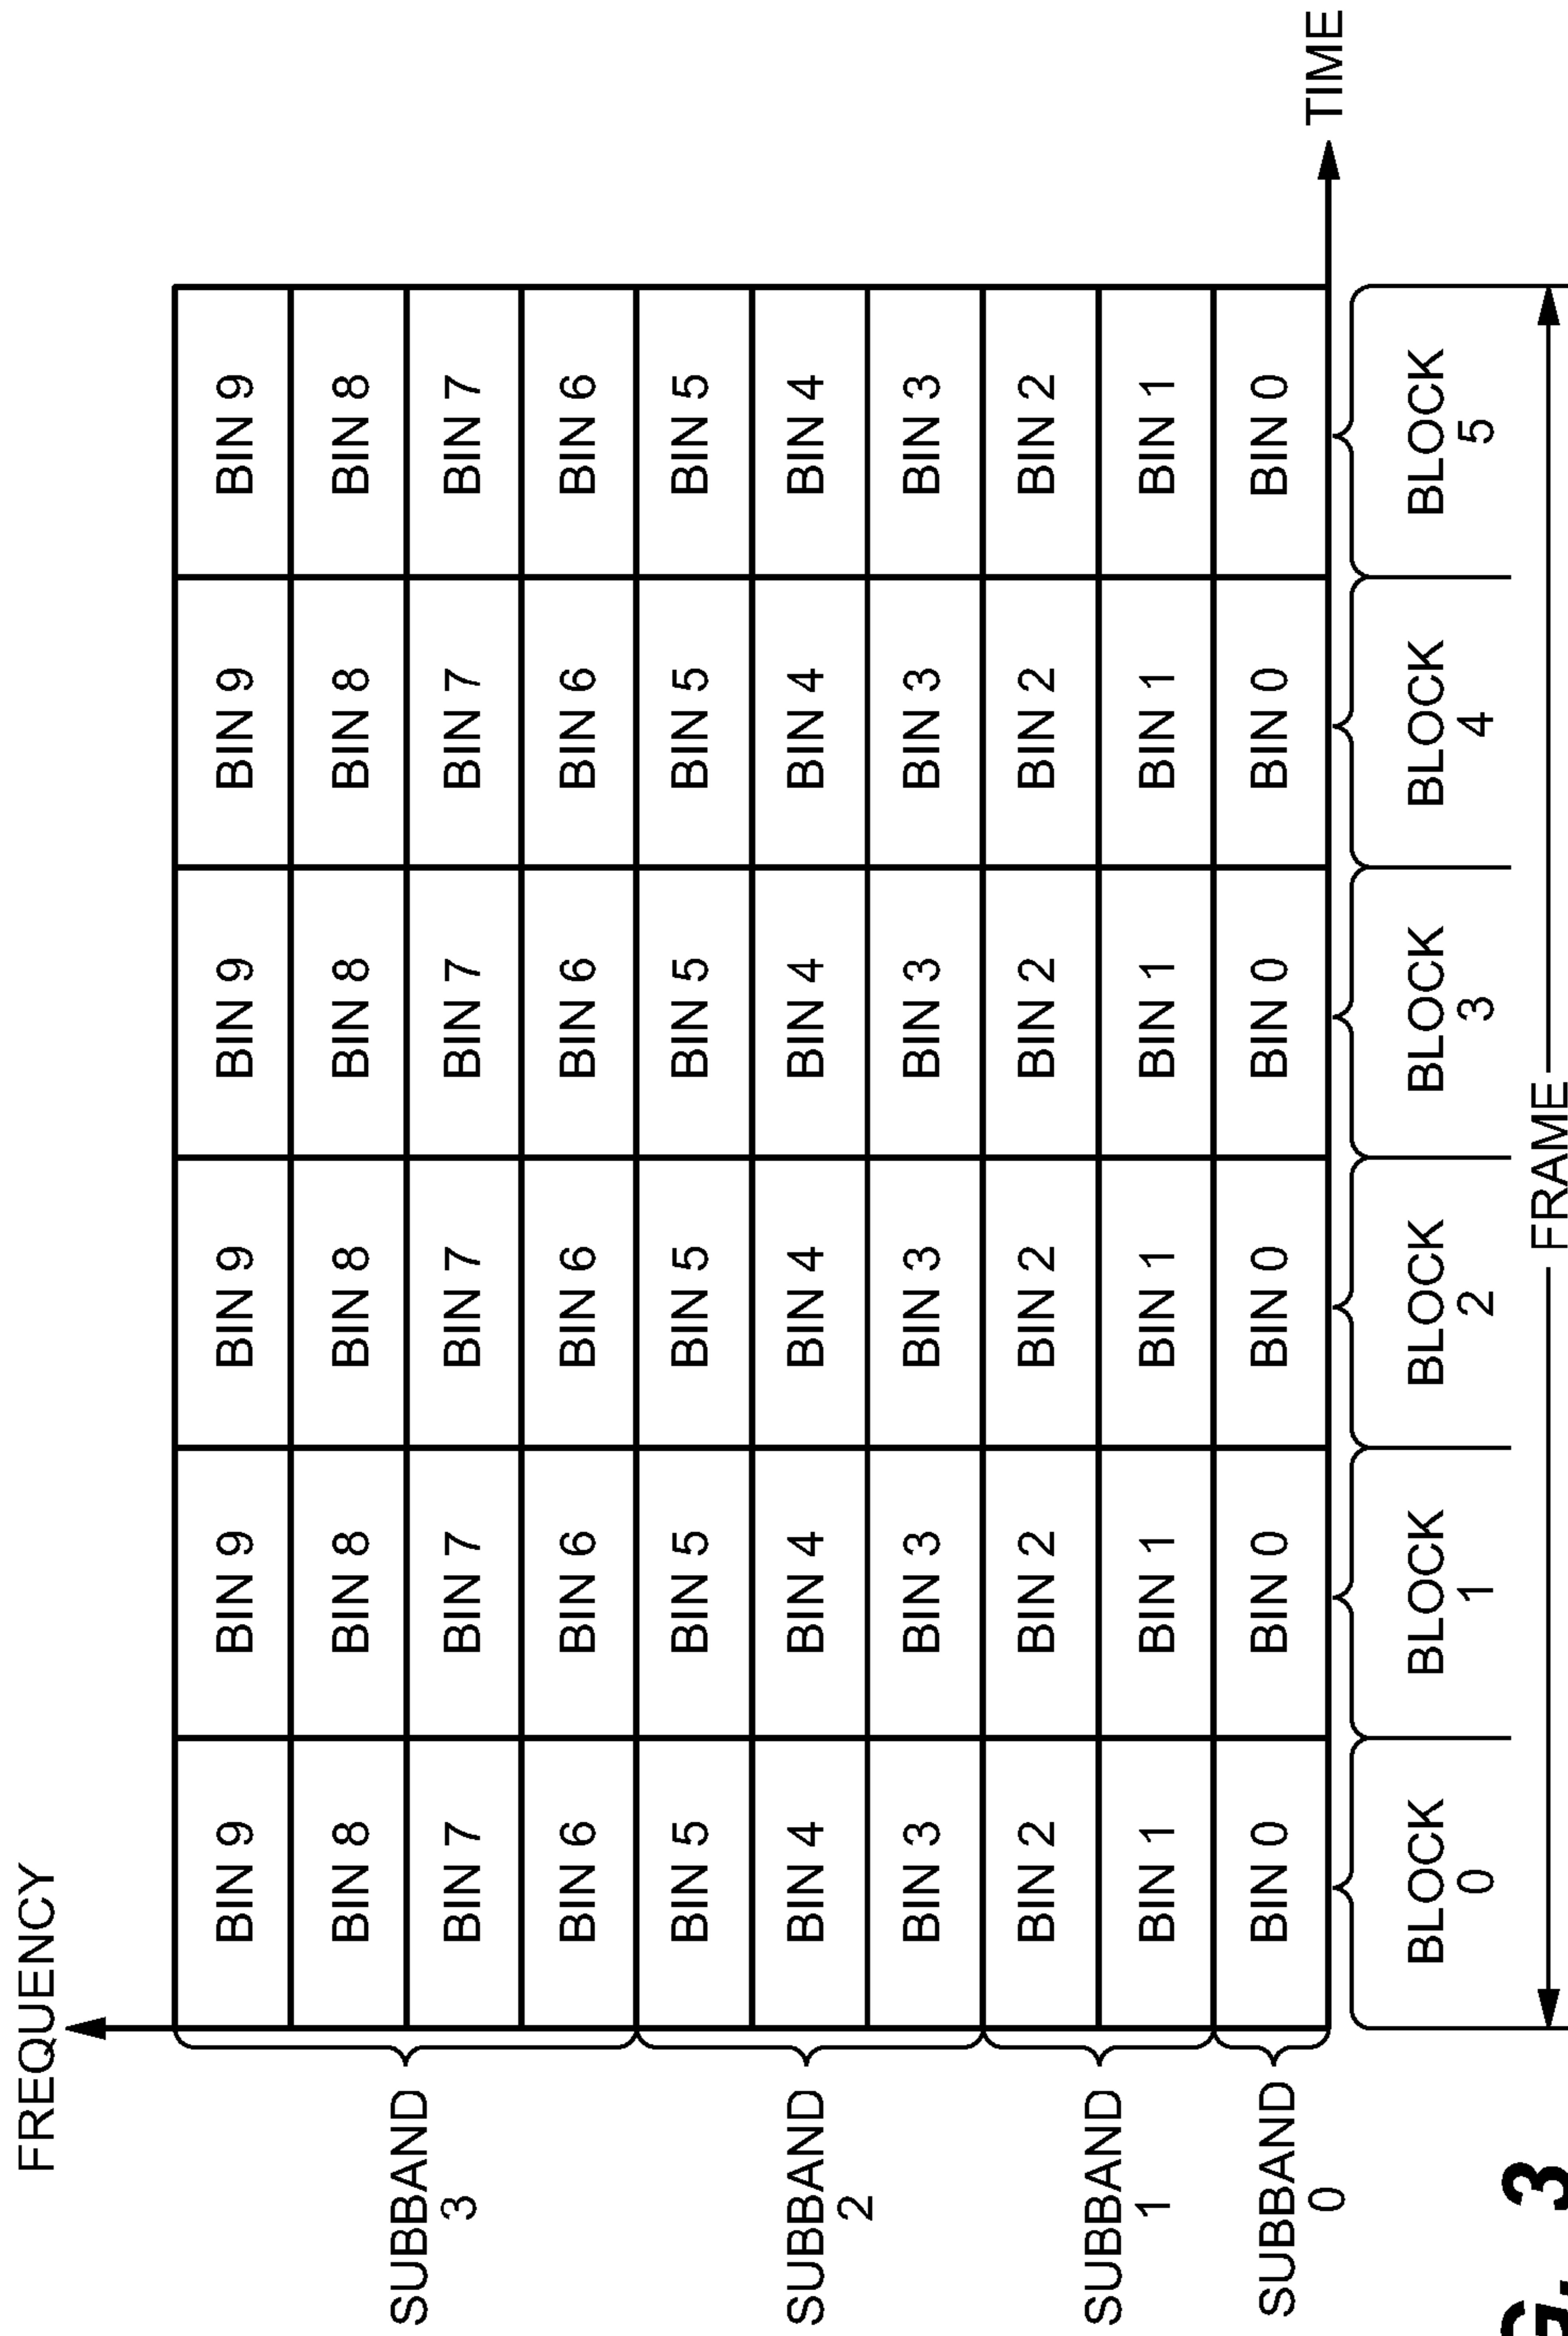 FREQUENCY
SUBBAND 3
BIN 9 BIN 9 BIN 9 BIN 9 BIN 9 BIN 9
BIN 8 BIN 8 BIN 8 BIN 8 BIN 8 BIN 8
BIN 7 BIN 7 BIN 7 BIN 7 BIN 7 BIN 7
BIN 6 BIN 6 BIN 6 BIN 6 BIN 6 BIN 6
SUBBAND 2
BIN 5 BIN 5 BIN 5 BIN 5 BIN 5 BIN 5
BIN 4 BIN 4 BIN 4 BIN 4 BIN 4 BIN 4
BIN 3 BIN 3 BIN 3 BIN 3 BIN 3 BIN 3
SUBBAND 1
BIN 2 BIN 2 BIN 2 BIN 2 BIN 2 BIN 2
BIN 1 BIN 1 BIN 1 BIN 1 BIN 1 BIN 1
SUBBAND 0
BIN 0 BIN 0 BIN 0 BIN 0 BIN 0 BIN 0
TIME
BLOCK 0 BLOCK 1 BLOCK 2 BLOCK 3 BLOCK 4 BLOCK 5
FRAME
3